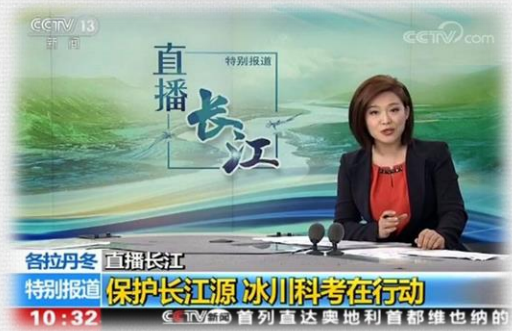 CCTV 13
新闻
CCTV.com
特别报道
直播
长江
各拉丹冬
直播长江
特别报道
保护长江源 冰川科考在行动
10:32
CCTV新闻
首列直达奥地利首都维也纳的